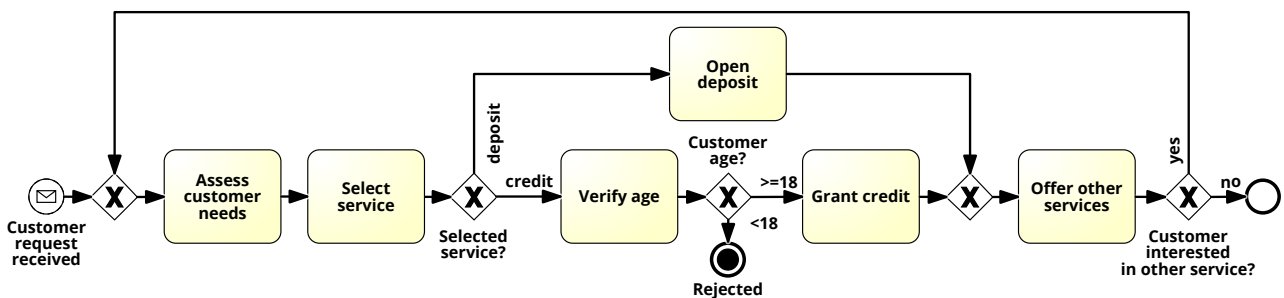 Customer
request
received
Assess
customer
needs
Select
service
Selected
service?
deposit
credit
Open
deposit
Verify age
Customer
age?
>=18
<18
Rejected
Grant credit
Offer other
services
Customer
interested
in other service?
yes
no